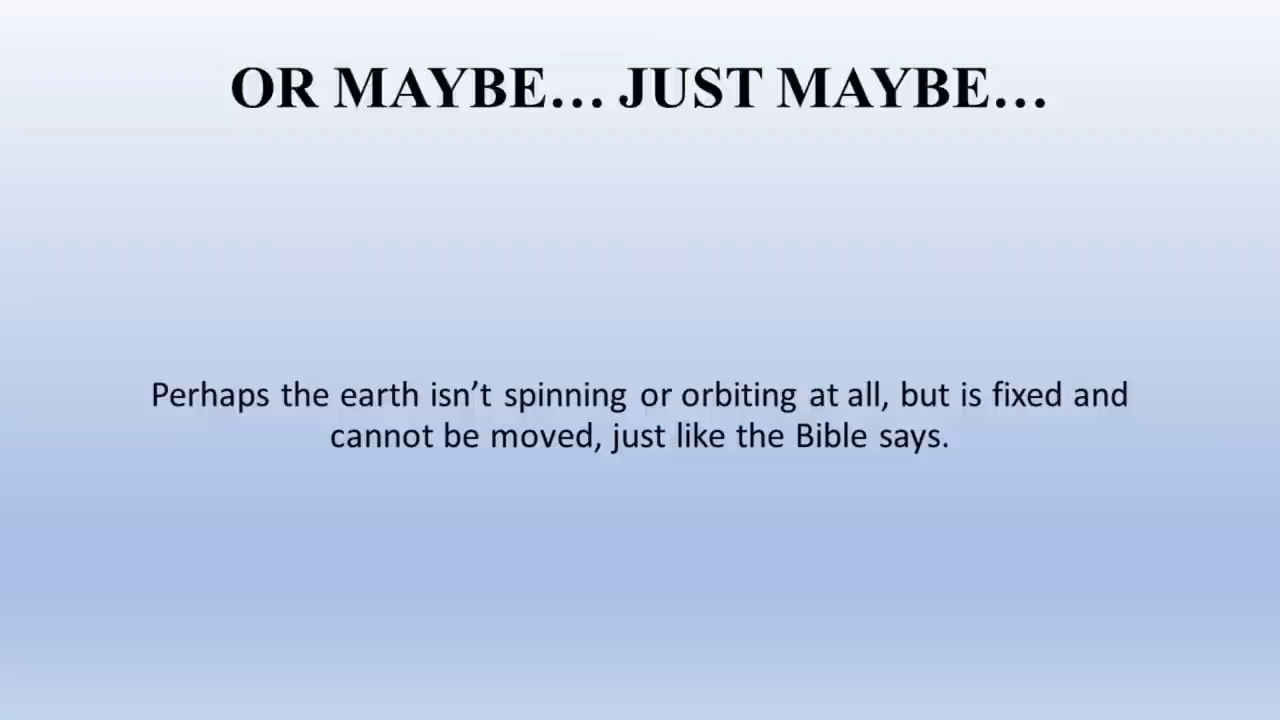 OR MAYBE… JUST MAYBE…
Perhaps the earth isn’t spinning or orbiting at all, but is fixed and
cannot be moved, just like the Bible says.